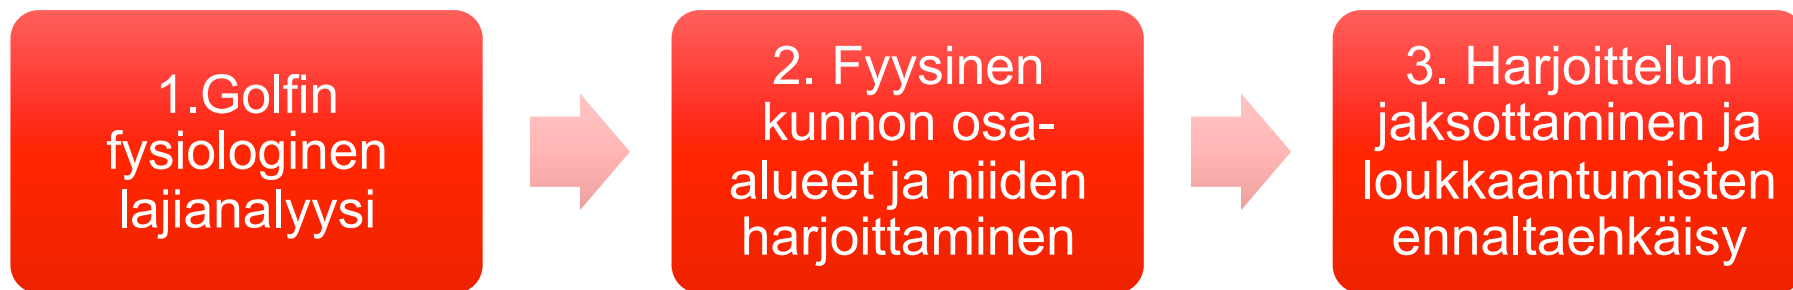 1.Golfin
fysiologinen
lajianalyysi
2. Fyysinen
kunnon osa-
alueet ja niiden
harjoittaminen
3. Harjoittelun
jaksottaminen ja
loukkaantumisten
ennaltaehkäisy